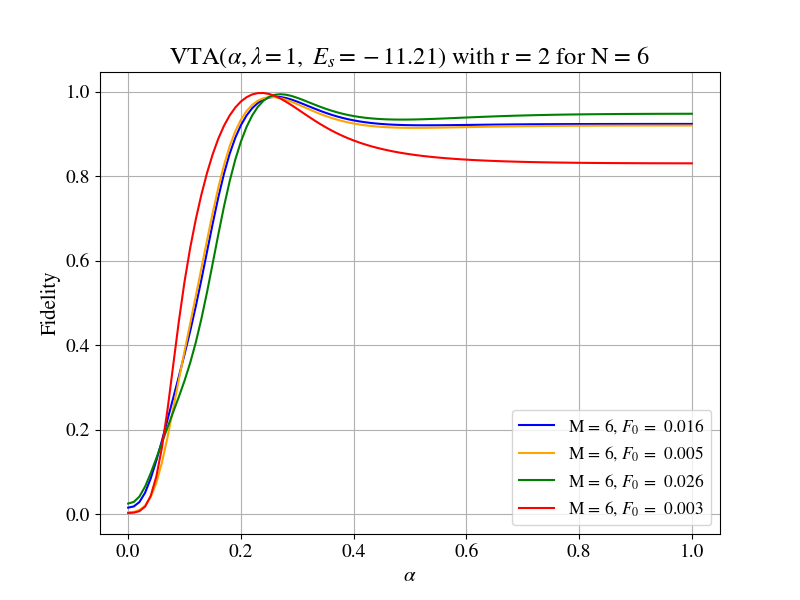 VTA(α, λ = 1, E_s = −11.21) with r = 2 for N = 6
Fidelity
1.0
0.8
0.6
0.4
0.2
0.0
M = 6, F_0 = 0.016
M = 6, F_0 = 0.005
M = 6, F_0 = 0.026
M = 6, F_0 = 0.003
0.0 0.2 0.4 0.6 0.8 1.0
α